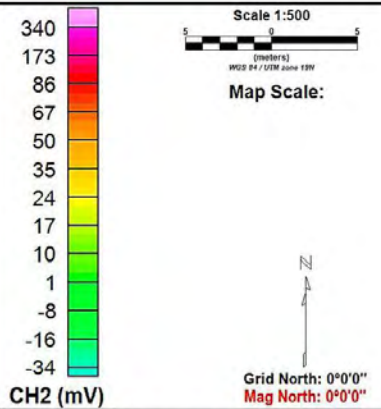 340
173
86
67
50
35
24
17
10
1
-8
-16
-34
CH2 (mV)
Scale 1:500
5 0 5
(meters)
WGS 84 / UTM zone 19N
Map Scale:
N
Grid North: 0°0'0"
Mag North: 0°0'0"